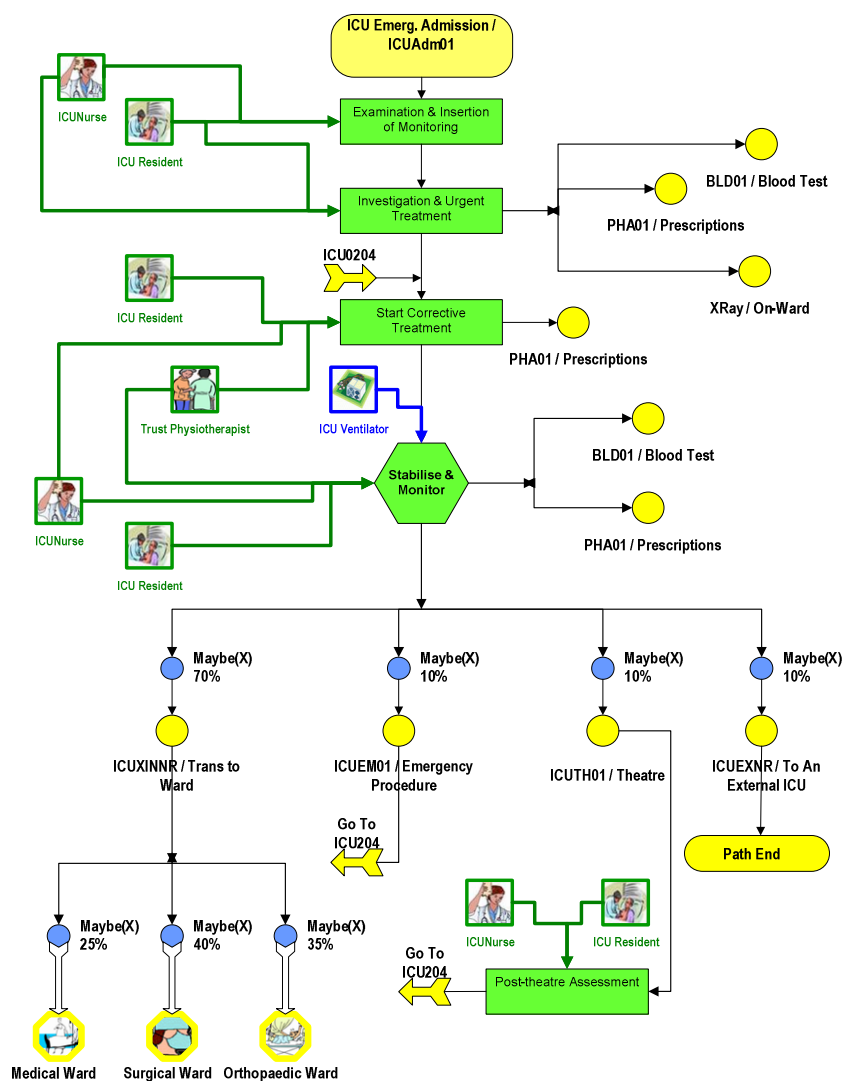 ICU Emerg. Admission /
ICUAdm01
ICUNurse
Examination & Insertion
of Monitoring
ICU Resident
BLD01 / Blood Test
Investigation & Urgent
Treatment
PHA01 / Prescriptions
ICU0204
XRay / On-Ward
ICU Resident
Start Corrective
Treatment
PHA01 / Prescriptions
Trust Physiotherapist
ICU Ventilator
BLD01 / Blood Test
Stabilise &
Monitor
ICUNurse
PHA01 / Prescriptions
ICU Resident
Maybe(X)
70%
Maybe(X)
10%
Maybe(X)
10%
Maybe(X)
10%
ICUXINNR / Trans to
Ward
ICUEM01 / Emergency
Procedure
ICUTH01 / Theatre
ICUEXNR / To An
External ICU
Go To
ICU204
Path End
Maybe(X)
25%
Maybe(X)
40%
Maybe(X)
35%
ICUNurse
ICU Resident
Go To
ICU204
Post-theatre Assessment
Medical Ward
Surgical Ward
Orthopaedic Ward